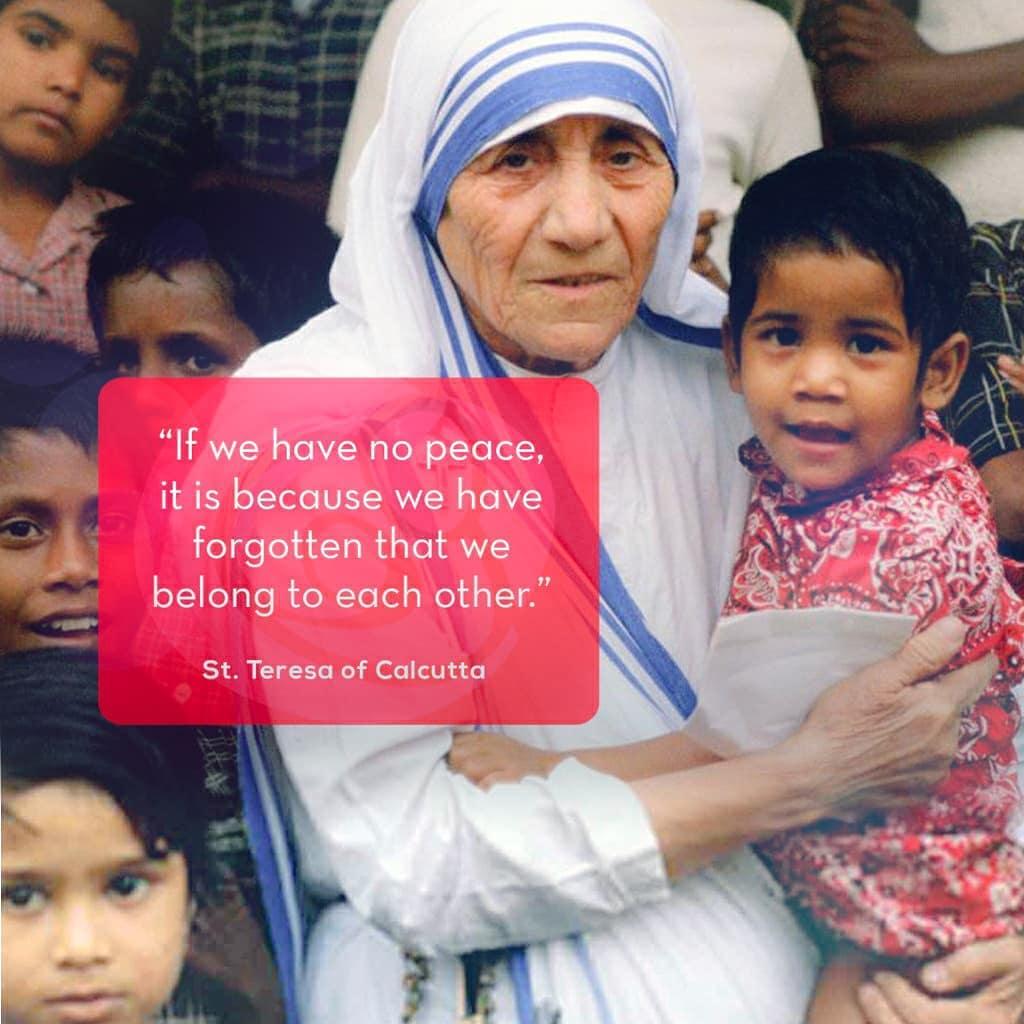 “If we have no peace,
it is because we have
forgotten that we
belong to each other.”
St. Teresa of Calcutta